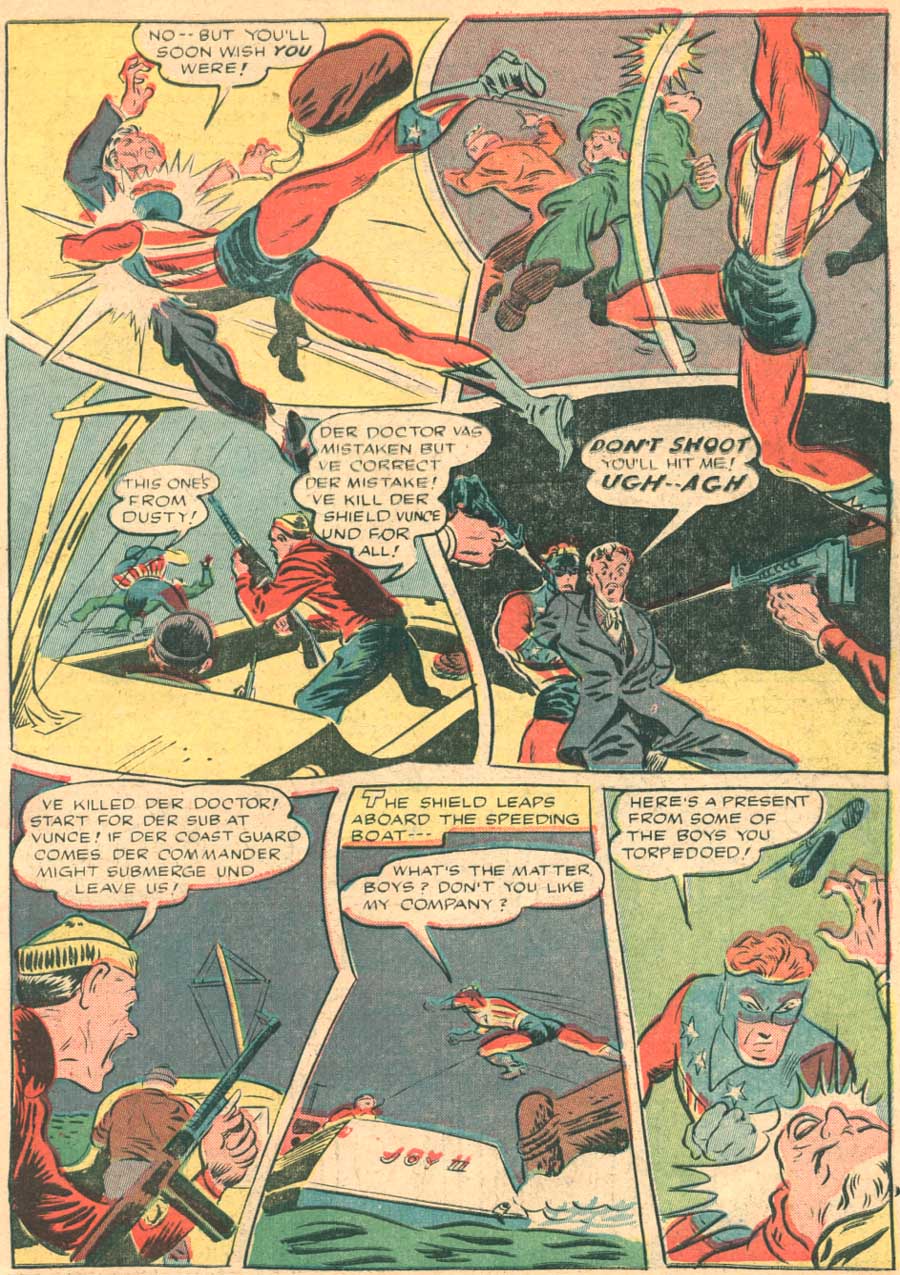 NO--BUT YOU'LL
SOON WISH YOU
WERE!
THIS ONE'S
FROM
DUSTY!
DER DOCTOR VAS
MISTAKEN BUT
VE CORRECT
DER MISTAKE!
VE KILL DER
SHIELD VUNCE
UND FOR
ALL!
DON'T SHOOT
YOU'LL HIT ME!
UGH--AGH
VE KILLED DER DOCTOR!
START FOR DER SUB AT
VUNCE! IF DER COAST GUARD
COMES DER COMMANDER
MIGHT SUBMERGE UND
LEAVE US!
THE SHIELD LEAPS
ABOARD THE SPEEDING
BOAT---
WHAT'S THE MATTER,
BOYS? DON'T YOU LIKE
MY COMPANY?
HERE'S A PRESENT
FROM SOME OF
THE BOYS YOU
TORPEDOED!